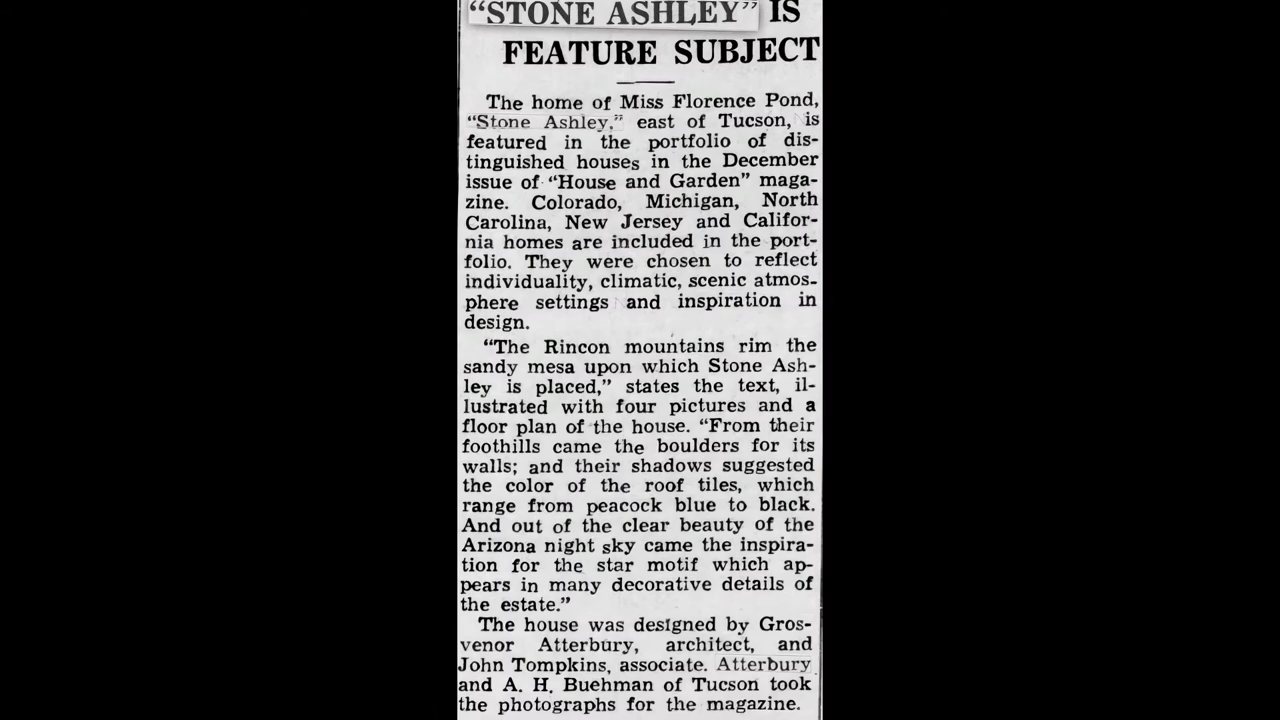 “STONE ASHLEY” IS
FEATURE SUBJECT
The home of Miss Florence Pond,
“Stone Ashley,” east of Tucson, is
featured in the portfolio of dis-
tinguished houses in the December
issue of “House and Garden” maga-
zine. Colorado, Michigan, North
Carolina, New Jersey and Califor-
nia homes are included in the port-
folio. They were chosen to reflect
individuality, climatic, scenic atmos-
phere settings and inspiration in
design.
“The Rincon mountains rim the
sandy mesa upon which Stone Ash-
ley is placed,” states the text, il-
lustrated with four pictures and a
floor plan of the house. “From their
foothills came the boulders for its
walls; and their shadows suggested
the color of the roof tiles, which
range from peacock blue to black.
And out of the clear beauty of the
Arizona night sky came the inspira-
tion for the star motif which ap-
pears in many decorative details of
the estate.”
The house was designed by Gros-
venor Atterbury, architect, and
John Tompkins, associate. Atterbury
and A. H. Buehman of Tucson took
the photographs for the magazine.